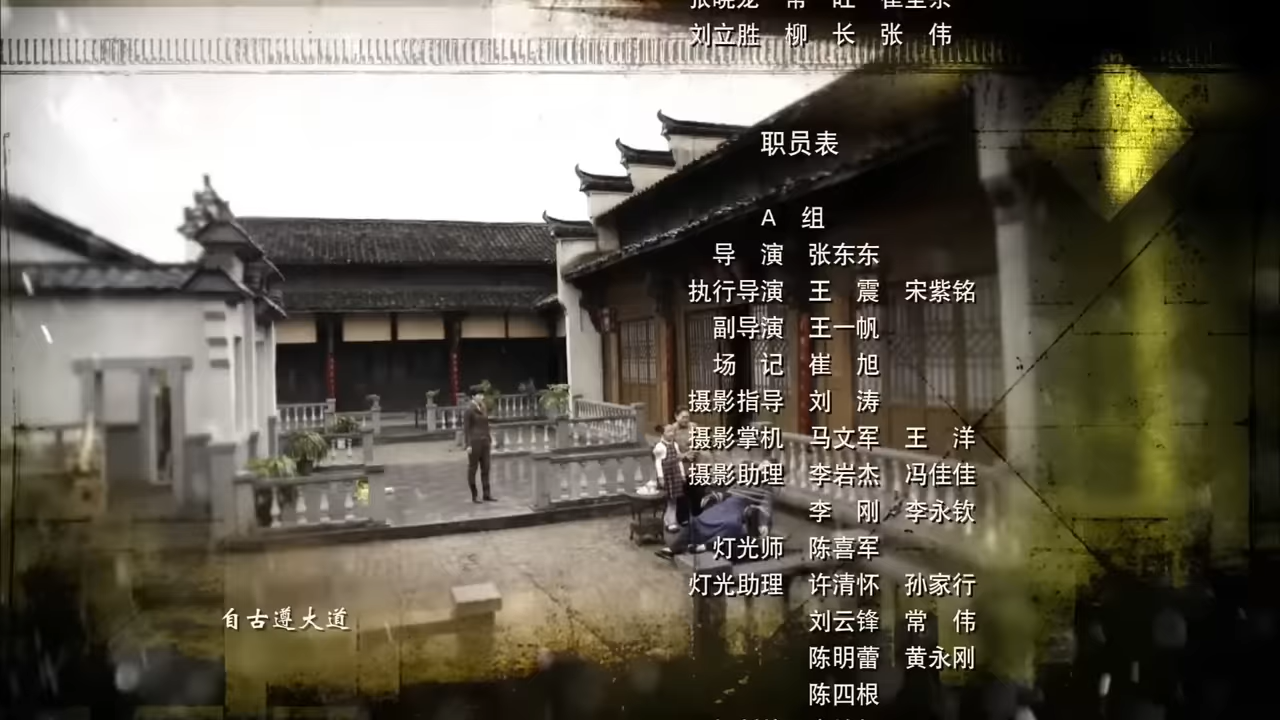 刘立胜 柳 长 张 伟
职员表
A 组
导 演 张东东
执行导演 王 震 宋紫铭
副导演 王一帆
场 记 崔 旭
摄影指导 刘 涛
摄影掌机 马文军 王 洋
摄影助理 李岩杰 冯佳佳
李 刚 李永钦
灯光师 陈喜军
灯光助理 许清怀 孙家行
刘云锋 常 伟
陈明蕾 黄永刚
陈四根
自古遵大道